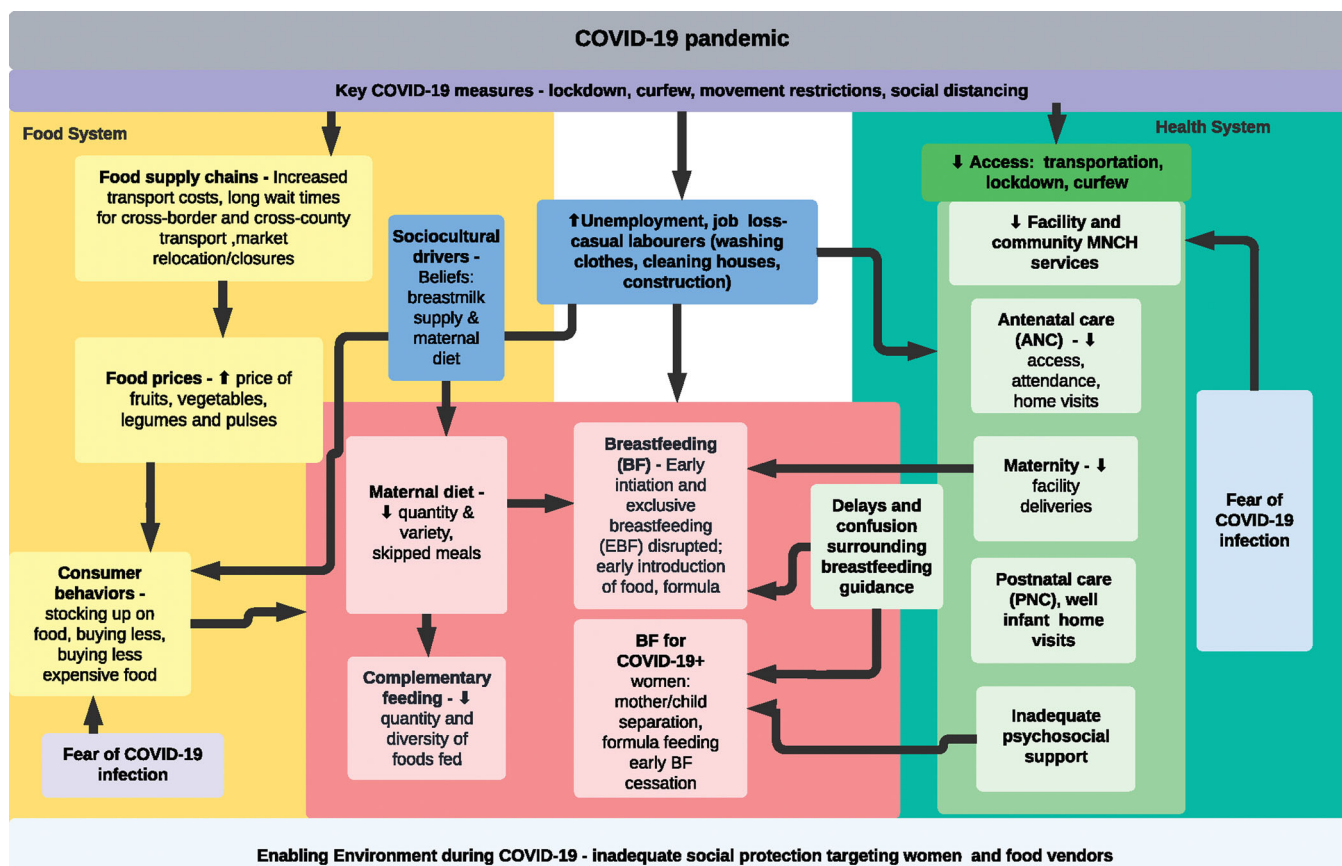 COVID-19 pandemic
Key COVID-19 measures - lockdown, curfew, movement restrictions, social distancing
Food System
Health System
Food supply chains - Increased
transport costs, long wait times
for cross-border and cross-county
transport ,market
relocation/closures
Food prices - ⬆ price of
fruits, vegetables,
legumes and pulses
Consumer
behaviors -
stocking up on
food, buying less,
buying less
expensive food
Fear of COVID-19
infection
Sociocultural
drivers -
Beliefs:
breastmilk
supply &
maternal
diet
⬆Unemployment, job loss-
casual labourers (washing
clothes, cleaning houses,
construction)
Maternal diet -
⬇ quantity &
variety,
skipped meals
Complementary
feeding - ⬇
quantity and
diversity of
foods fed
Breastfeeding
(BF) - Early
intiation and
exclusive
breastfeeding
(EBF) disrupted;
early introduction
of food, formula
BF for
COVID-19+
women:
mother/child
separation,
formula feeding
early BF
cessation
Delays and
confusion
surrounding
breastfeeding
guidance
⬇ Access: transportation,
lockdown, curfew
⬇ Facility and
community MNCH
services
Antenatal care
(ANC) - ⬇
access,
attendance,
home visits
Maternity - ⬇
facility
deliveries
Postnatal care
(PNC), well
infant home
visits
Inadequate
psychosocial
support
Fear of
COVID-19
infection
Enabling Environment during COVID-19 - inadequate social protection targeting women and food vendors